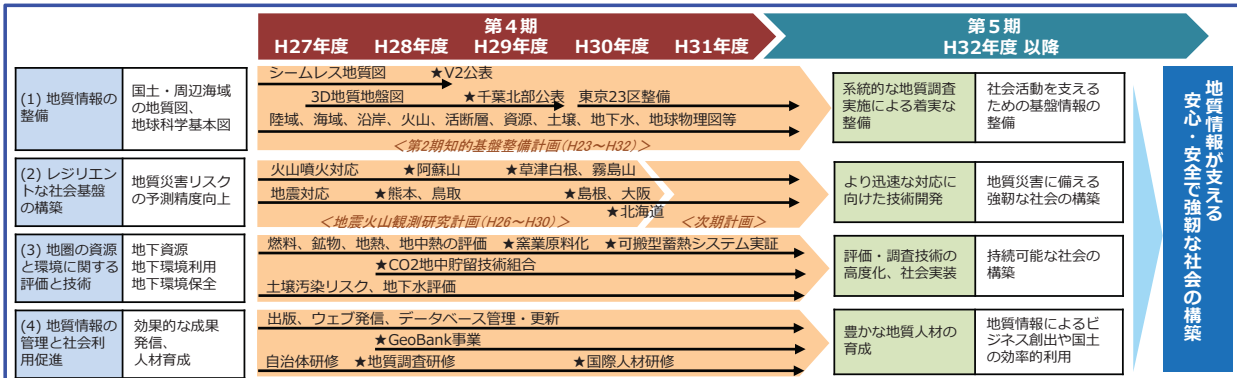 第4期
H27年度 H28年度 H29年度 H30年度 H31年度
第5期
H32年度 以降
(1) 地質情報の
整備
国土・周辺海域
の地質図、
地球科学基本図
シームレス地質図 ★V2公表
3D地質地盤図 ★千葉北部公表 東京23区整備
陸域、海域、沿岸、火山、活断層、資源、土壌、地下水、地球物理図等
<第2期知的基盤整備計画(H23~H32)>
系統的な地質調査
実施による着実な
整備
社会活動を支える
ための基盤情報の
整備
(2) レジリエン
トな社会基盤
の構築
地質災害リスク
の予測精度向上
火山噴火対応 ★阿蘇山 ★草津白根、霧島山
地震対応 ★熊本、鳥取 ★島根、大阪
★北海道
<地震火山観測研究計画(H26~H30)> <次期計画>
より迅速な対応に
向けた技術開発
地質災害に備える
強靭な社会の構築
(3) 地圏の資源
と環境に関する
評価と技術
地下資源
地下環境利用
地下環境保全
燃料、鉱物、地熱、地中熱の評価 ★窯業原料化 ★可搬型蓄熱システム実証
★CO2地中貯留技術組合
土壌汚染リスク、地下水評価
評価・調査技術の
高度化、社会実装
持続可能な社会の
構築
(4) 地質情報の
管理と社会利
用促進
効果的な成果
発信、
人材育成
出版、ウェブ発信、データベース管理・更新
★GeoBank事業
自治体研修 ★地質調査研修 ★国際人材研修
豊かな地質人材の
育成
地質情報によるビ
ジネス創出や国土
の効率的利用
地質情報が支える
安心・安全で強靭な社会の構築